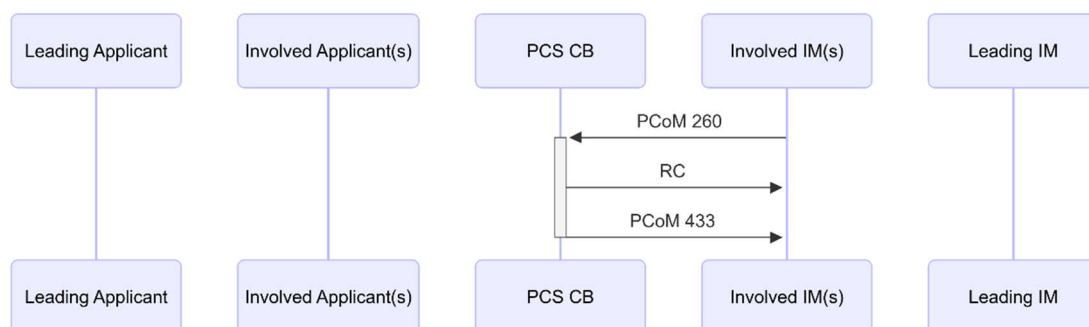 Leading Applicant
Involved Applicant(s)
PCS CB
Involved IM(s)
Leading IM
PCoM 260
RC
PCoM 433
Leading Applicant
Involved Applicant(s)
PCS CB
Involved IM(s)
Leading IM